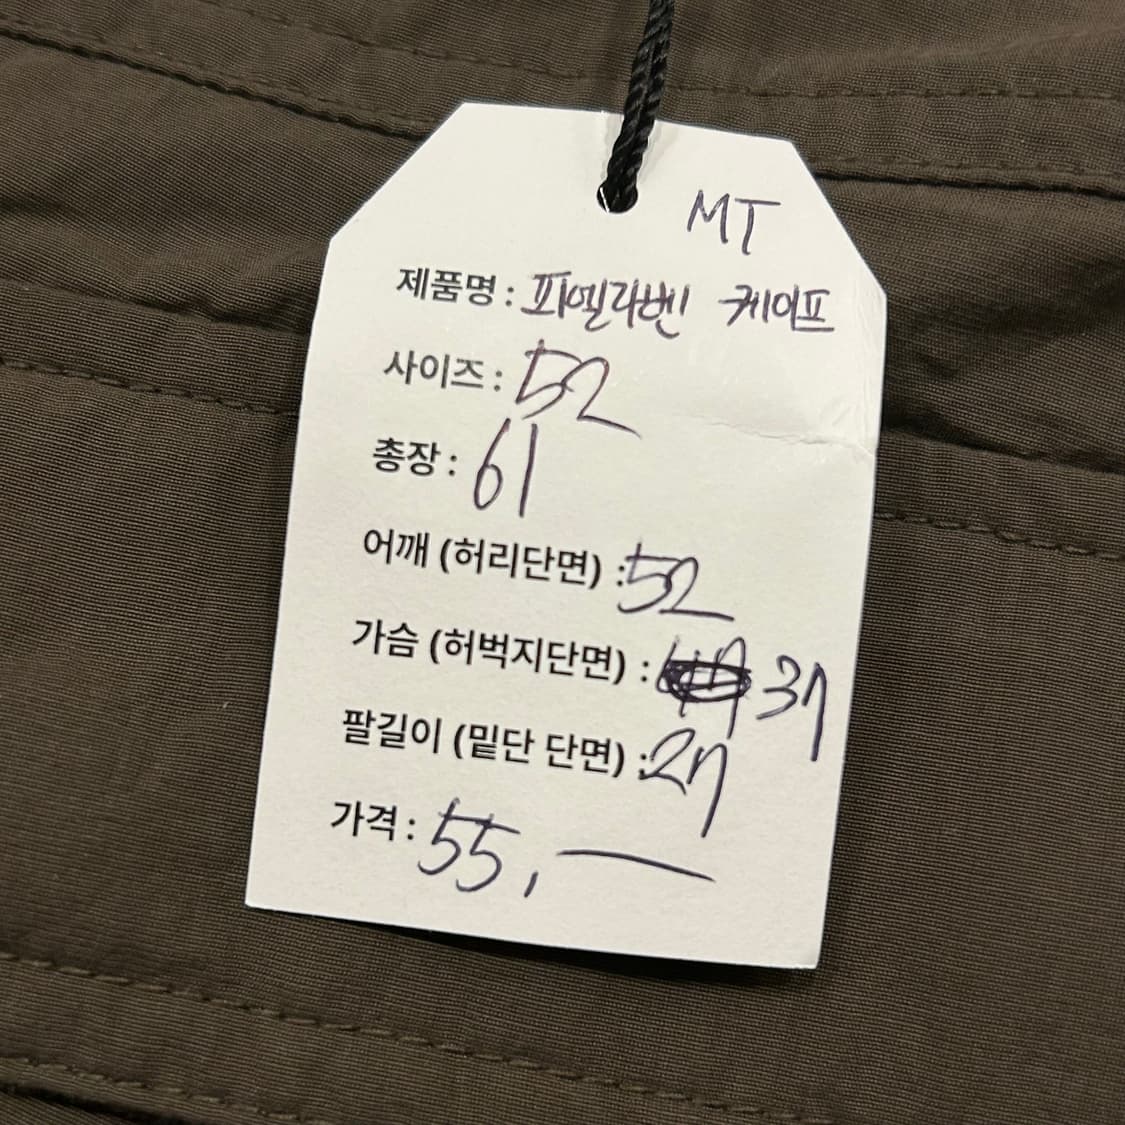 MT
제품명 : 피엘라벤 케이프
사이즈 : 52
총장 : 61
어깨 (허리단면) : 52
가슴 (허벅지단면) : 37
팔길이 (밑단 단면) : 27
가격 : 55,—